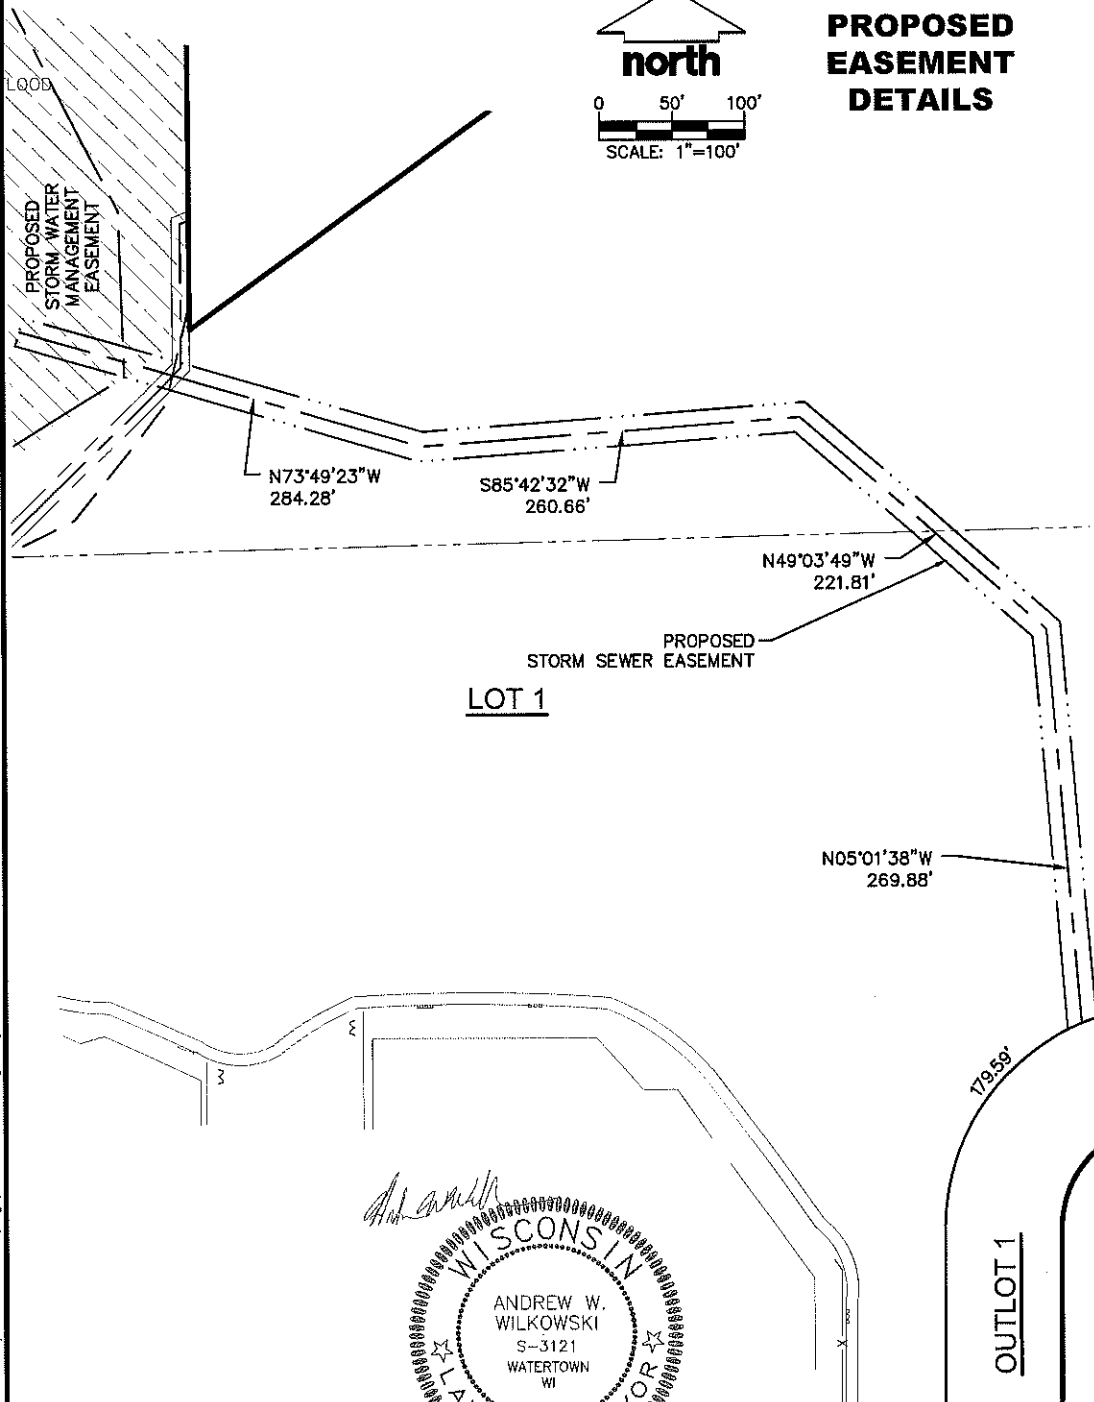 PROPOSED
EASEMENT
DETAILS
north
0 50' 100'
SCALE: 1"=100'
PROPOSED
STORM WATER
MANAGEMENT
EASEMENT
N73°49'23"W
284.28'
S85°42'32"W
260.66'
N49°03'49"W
221.81'
PROPOSED
STORM SEWER EASEMENT
LOT 1
N05°01'38"W
269.88'
179.59'
OUTLOT 1
WISCONSIN
ANDREW W.
WILKOWSKI
S-3121
WATERTOWN
WI